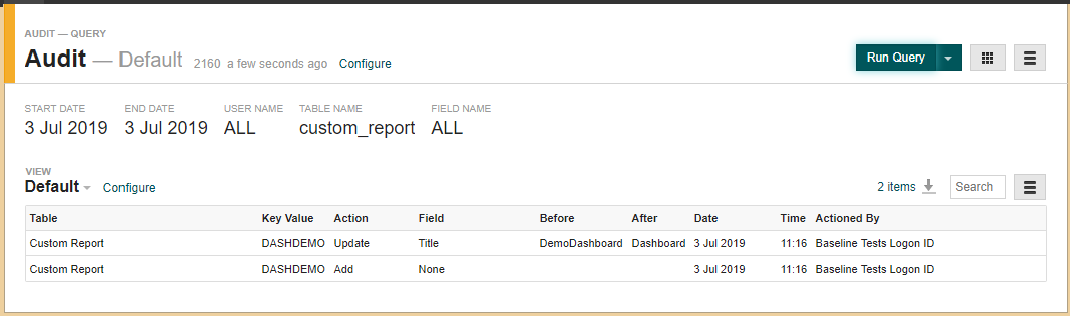 AUDIT — QUERY
Audit — Default 2160 a few seconds ago Configure
Run Query
START DATE END DATE USER NAME TABLE NAME FIELD NAME
3 Jul 2019 3 Jul 2019 ALL custom_report ALL
VIEW
Default Configure
2 items Search
Table Key Value Action Field Before After Date Time Actioned By
Custom Report DASHDEMO Update Title DemoDashboard Dashboard 3 Jul 2019 11:16 Baseline Tests Logon ID
Custom Report DASHDEMO Add None 3 Jul 2019 11:16 Baseline Tests Logon ID